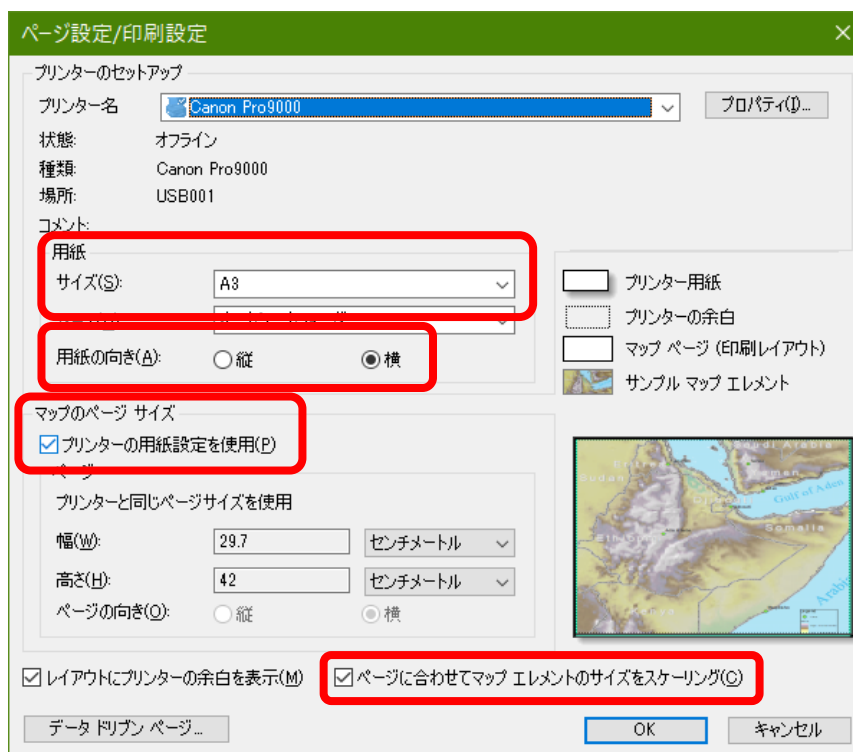 ページ設定/印刷設定
プリンターのセットアップ
プリンター名 Canon Pro9000 プロパティ(I)...
状態: オフライン
種類: Canon Pro9000
場所: USB001
コメント:
用紙
サイズ(S): A3
用紙の向き(A): 縦 横
プリンター用紙
プリンターの余白
マップ ページ (印刷レイアウト)
サンプル マップ エレメント
マップのページ サイズ
プリンターの用紙設定を使用(P)
ページ
プリンターと同じページサイズを使用
幅(W): 29.7 センチメートル
高さ(H): 42 センチメートル
ページの向き(O): 縦 横
Saudi Arabia
Gulf of Aden
Somalia
レイアウトにプリンターの余白を表示(M) ページに合わせてマップ エレメントのサイズをスケーリング(C)
データ ドリブン ページ... OK キャンセル